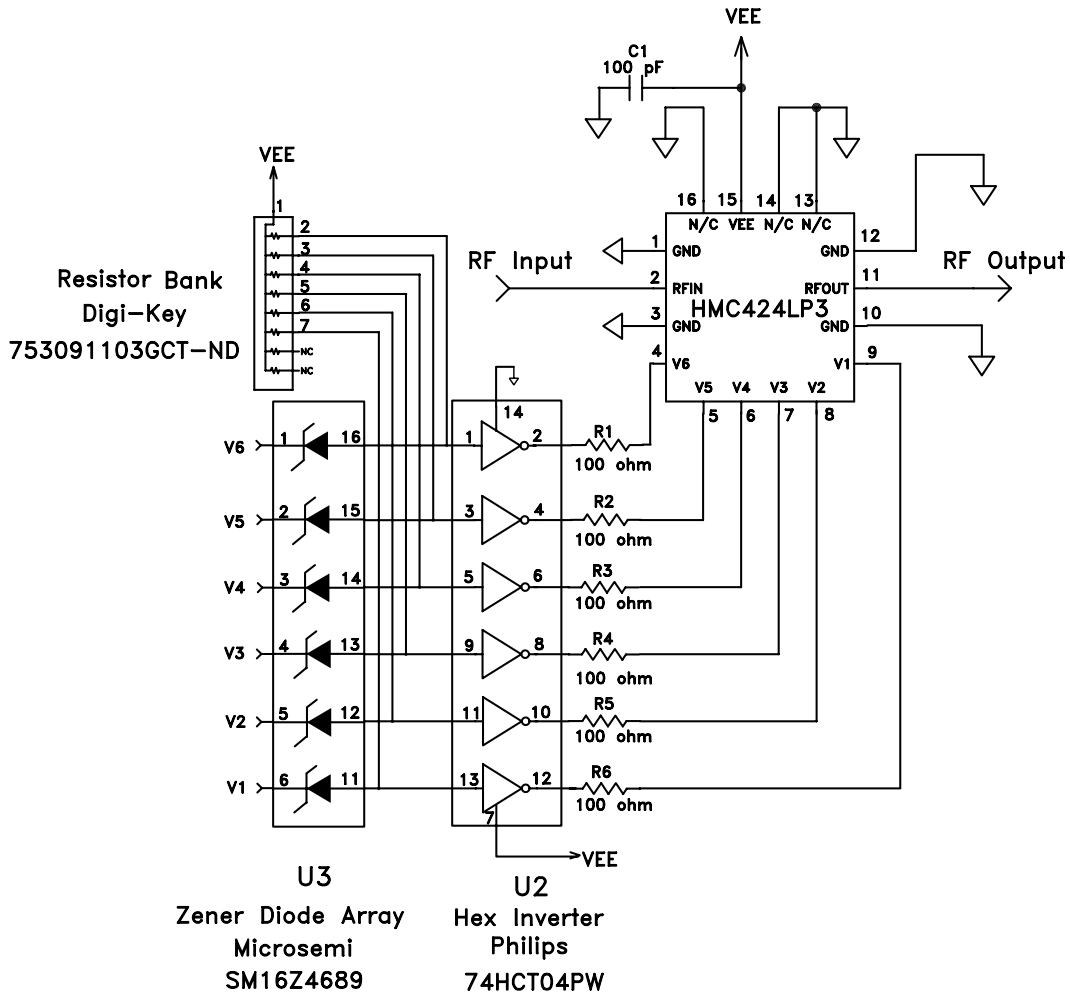 VEE
C1
100 pF
16 15 14 13
N/C VEE N/C N/C
1 GND
GND 12
RF Input
2 RFIN
RFOUT 11
RF Output
HMC424LP3
3 GND
GND 10
4 V6
V1 9
V5 V4 V3 V2
5 6 7 8
VEE
1
2
3
4
5
6
7
NC
NC
Resistor Bank
Digi-Key
753091103GCT-ND
14
V6 1 16 1 2 R1
100 ohm
V5 2 15 3 4 R2
100 ohm
V4 3 14 5 6 R3
100 ohm
V3 4 13 9 8 R4
100 ohm
V2 5 12 11 10 R5
100 ohm
V1 6 11 13 12 R6
100 ohm
7
VEE
U3
Zener Diode Array
Microsemi
SM16Z4689
U2
Hex Inverter
Philips
74HCT04PW